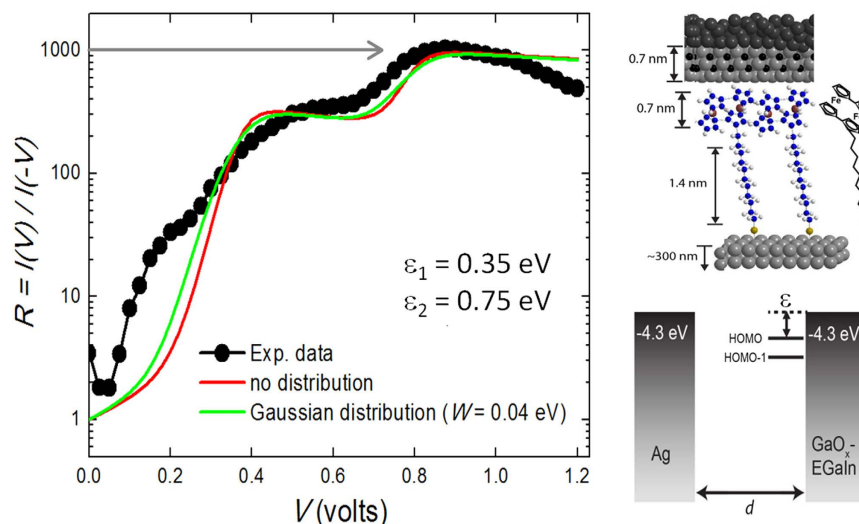 1000
100
10
1
R = I(V) / I(-V)
ε₁ = 0.35 eV
ε₂ = 0.75 eV
Exp. data
no distribution
Gaussian distribution (W = 0.04 eV)
0.0 0.2 0.4 0.6 0.8 1.0 1.2
V (volts)
0.7 nm
0.7 nm
1.4 nm
~300 nm
Fe
F
ε
-4.3 eV
HOMO
HOMO-1
-4.3 eV
Ag
GaOₓ-
EGaIn
d